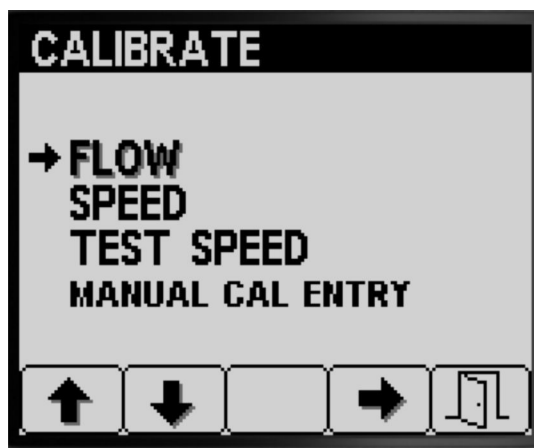 CALIBRATE
FLOW
SPEED
TEST SPEED
MANUAL CAL ENTRY